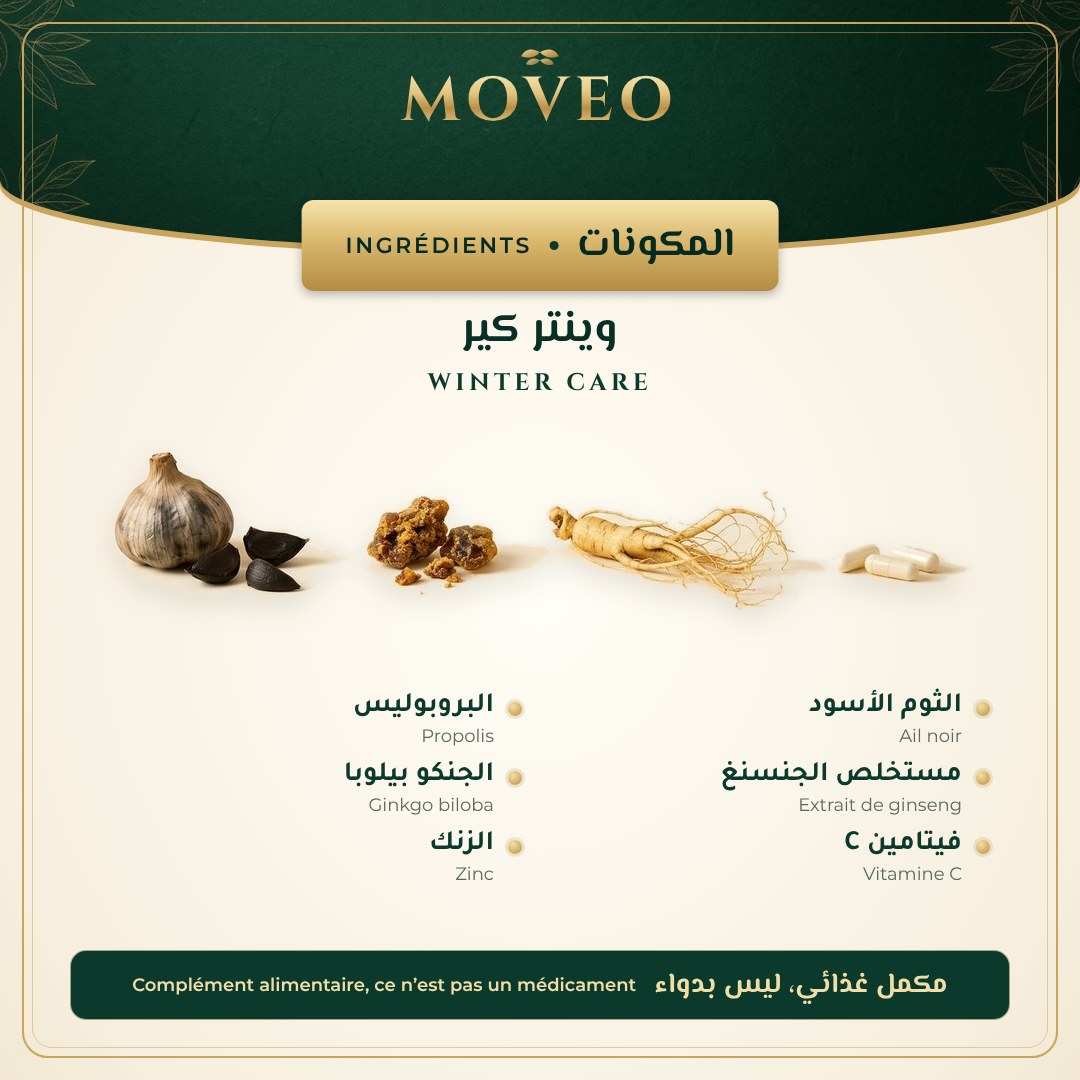 MOVEO
INGRÉDIENTS • المكونات
وينتر كير
WINTER CARE
الثوم الأسود
Ail noir
البروبوليس
Propolis
مستخلص الجنسنغ
Extrait de ginseng
الجنكو بيلوبا
Ginkgo biloba
فيتامين C
Vitamine C
الزنك
Zinc
مكمل غذائي، ليس بدواء Complément alimentaire, ce n’est pas un médicament